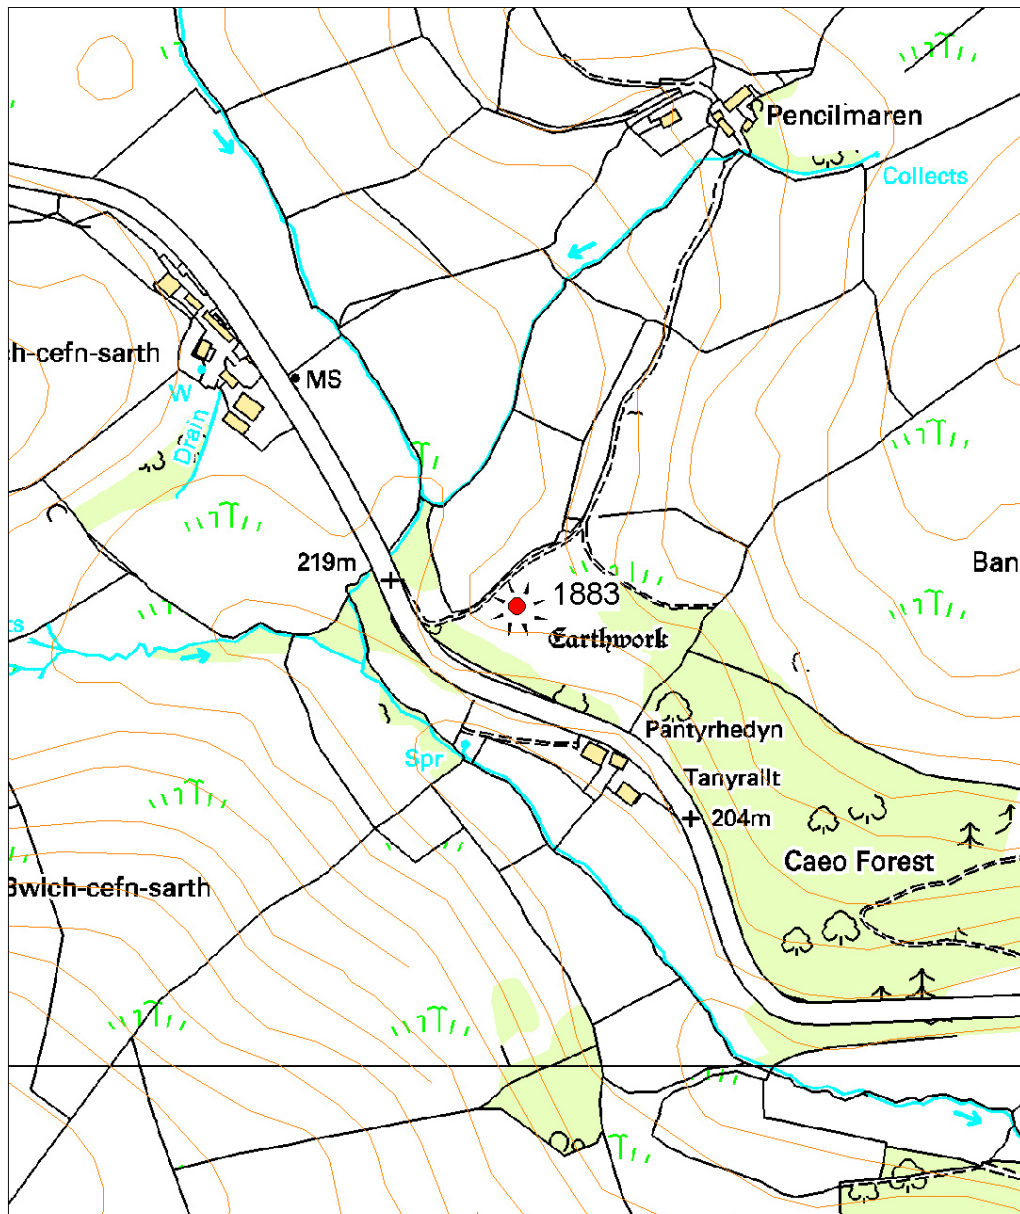 Pencilmaren
Collects
ch-cefn-sarth
MS
W
Drain
219m
1883
Ban
Earthwork
ts
Pantyrhedyn
Spr
Tanyrallt
204m
Caeo Forest
Bwlch-cefn-sarth